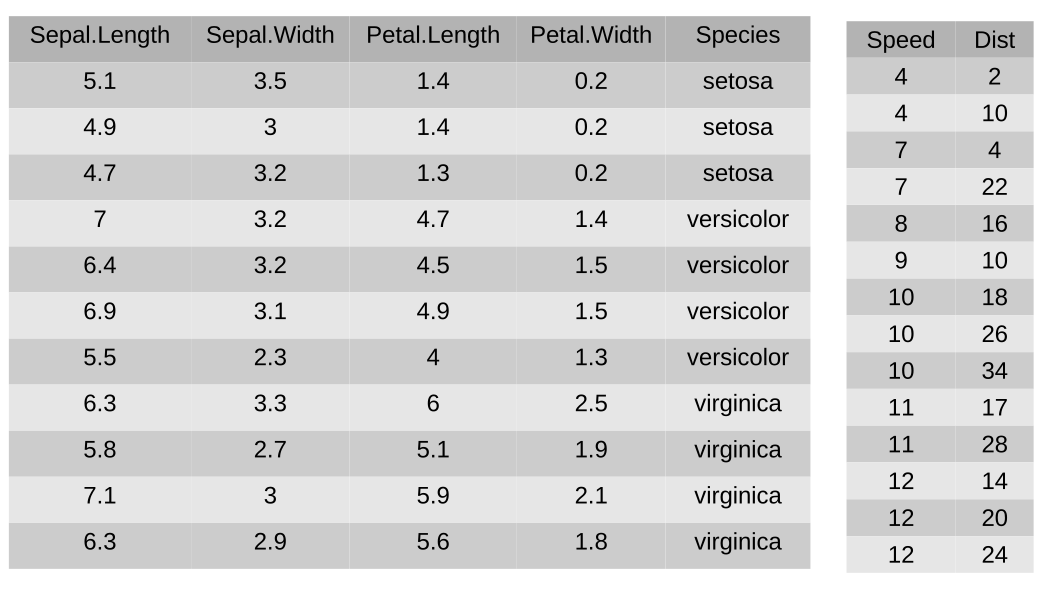 Sepal.Length Sepal.Width Petal.Length Petal.Width Species
5.1 3.5 1.4 0.2 setosa
4.9 3 1.4 0.2 setosa
4.7 3.2 1.3 0.2 setosa
7 3.2 4.7 1.4 versicolor
6.4 3.2 4.5 1.5 versicolor
6.9 3.1 4.9 1.5 versicolor
5.5 2.3 4 1.3 versicolor
6.3 3.3 6 2.5 virginica
5.8 2.7 5.1 1.9 virginica
7.1 3 5.9 2.1 virginica
6.3 2.9 5.6 1.8 virginica
Speed Dist
4 2
4 10
7 4
7 22
8 16
9 10
10 18
10 26
10 34
11 17
11 28
12 14
12 20
12 24